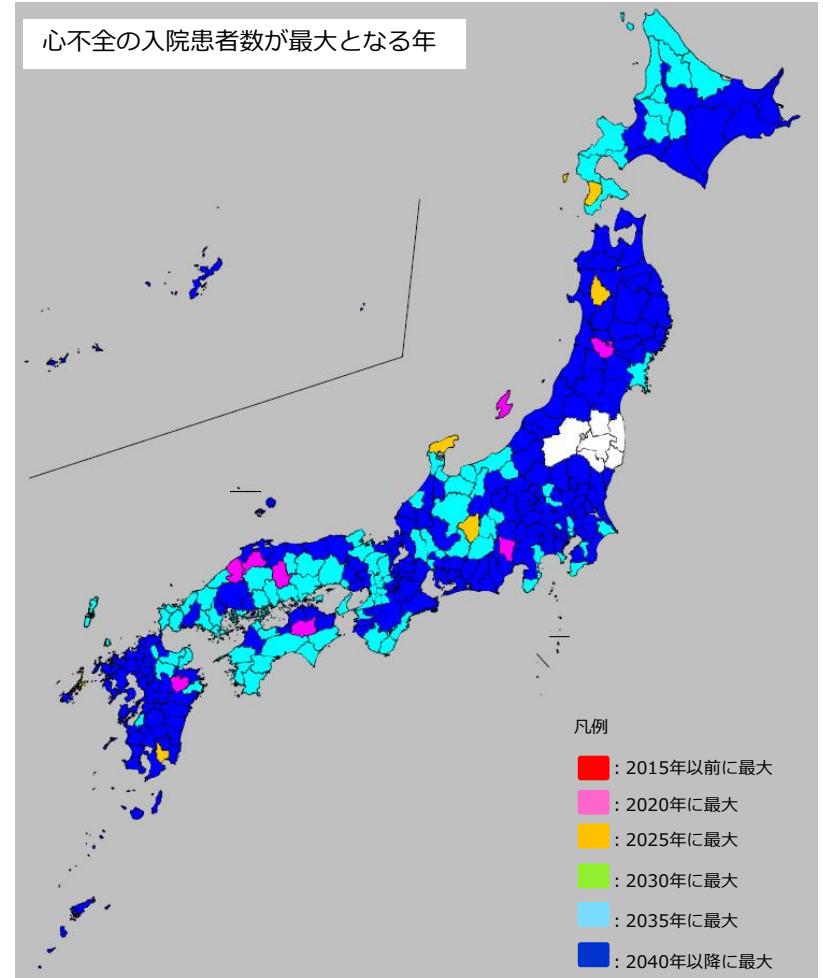 心不全の入院患者数が最大となる年
凡例
：2015年以前に最大
：2020年に最大
：2025年に最大
：2030年に最大
：2035年に最大
：2040年以降に最大